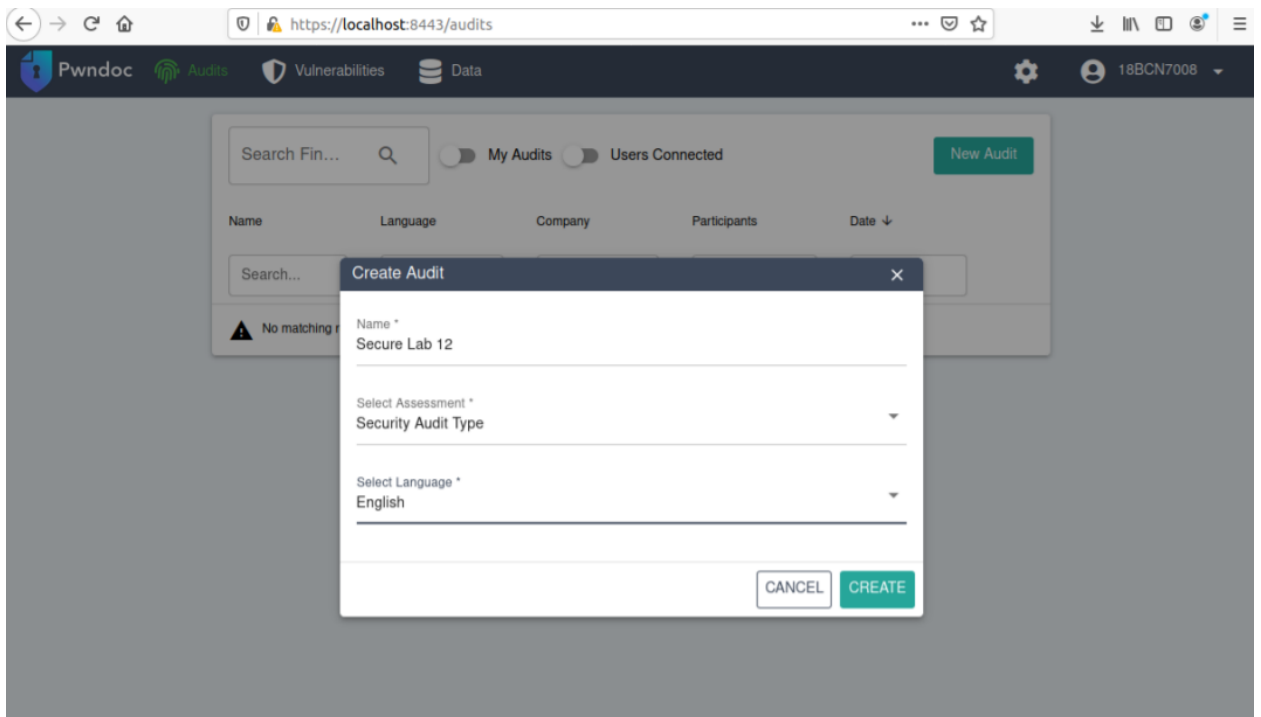 https://localhost:8443/audits
Pwndoc Audits Vulnerabilities Data 18BCN7008
Search Fin... My Audits Users Connected New Audit
Name Language Company Participants Date
Search...
No matching r
Create Audit
Name *
Secure Lab 12
Select Assessment *
Security Audit Type
Select Language *
English
CANCEL CREATE